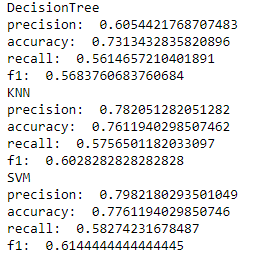 DecisionTree
precision:  0.6054421768707483
accuracy:  0.7313432835820896
recall:  0.5614657210401891
f1:  0.5683760683760684
KNN
precision:  0.782051282051282
accuracy:  0.7611940298507462
recall:  0.5756501182033097
f1:  0.6028282828282828
SVM
precision:  0.7982180293501049
accuracy:  0.7761194029850746
recall:  0.58274231678487
f1:  0.6144444444444445